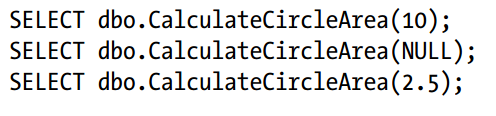 SELECT dbo.CalculateCircleArea(10);
SELECT dbo.CalculateCircleArea(NULL);
SELECT dbo.CalculateCircleArea(2.5);